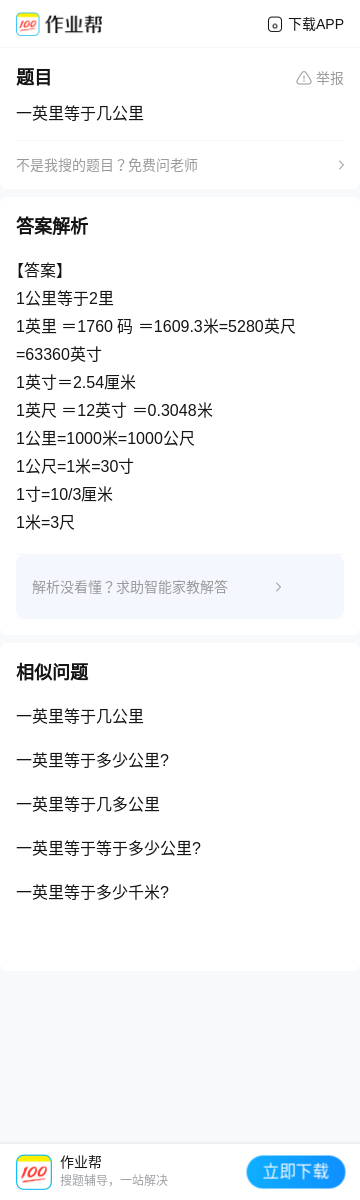 100 作业帮 下载APP
题目 举报
一英里等于几公里
不是我搜的题目？免费问老师
答案解析
【答案】
1公里等于2里
1英里 ＝1760 码 ＝1609.3米=5280英尺
=63360英寸
1英寸＝2.54厘米
1英尺 ＝12英寸 ＝0.3048米
1公里=1000米=1000公尺
1公尺=1米=30寸
1寸=10/3厘米
1米=3尺
解析没看懂？求助智能家教解答
相似问题
一英里等于几公里
一英里等于多少公里?
一英里等于几多公里
一英里等于等于多少公里?
一英里等于多少千米?
100 作业帮
搜题辅导，一站解决
立即下载